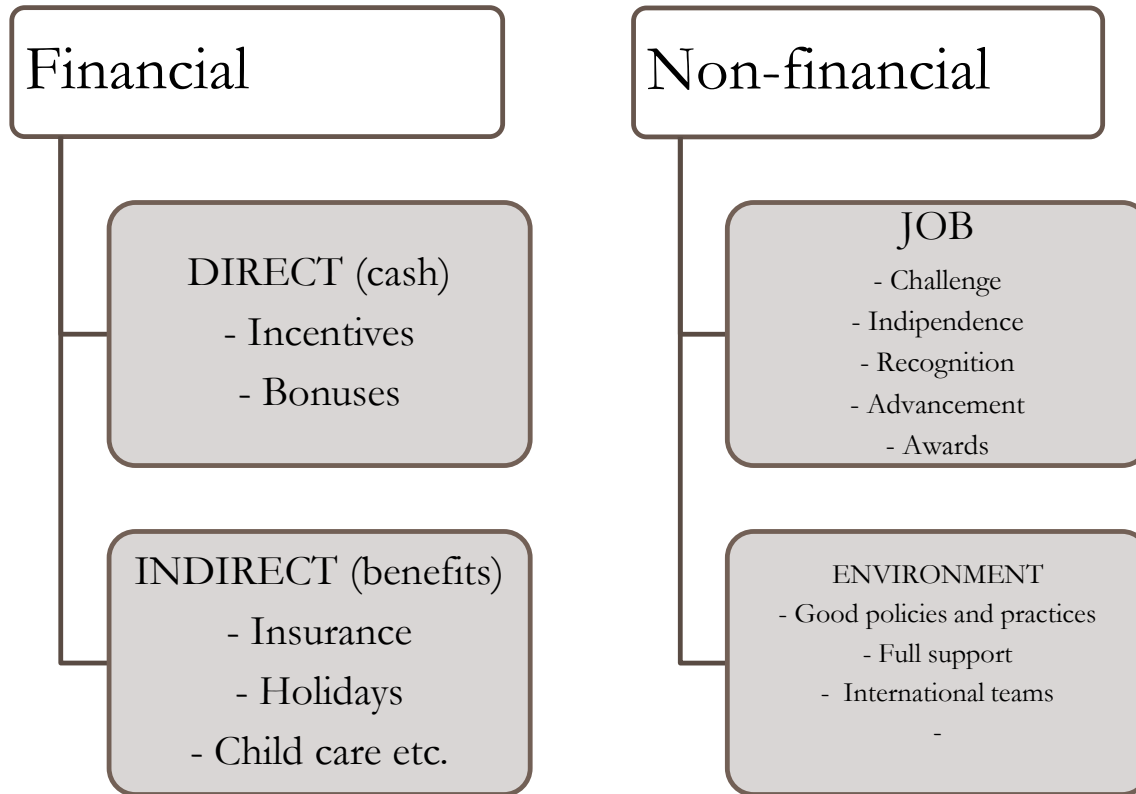 Financial
DIRECT (cash)
- Incentives
- Bonuses
INDIRECT (benefits)
- Insurance
- Holidays
- Child care etc.
Non-financial
JOB
- Challenge
- Indipendence
- Recognition
- Advancement
- Awards
ENVIRONMENT
- Good policies and practices
- Full support
- International teams
-